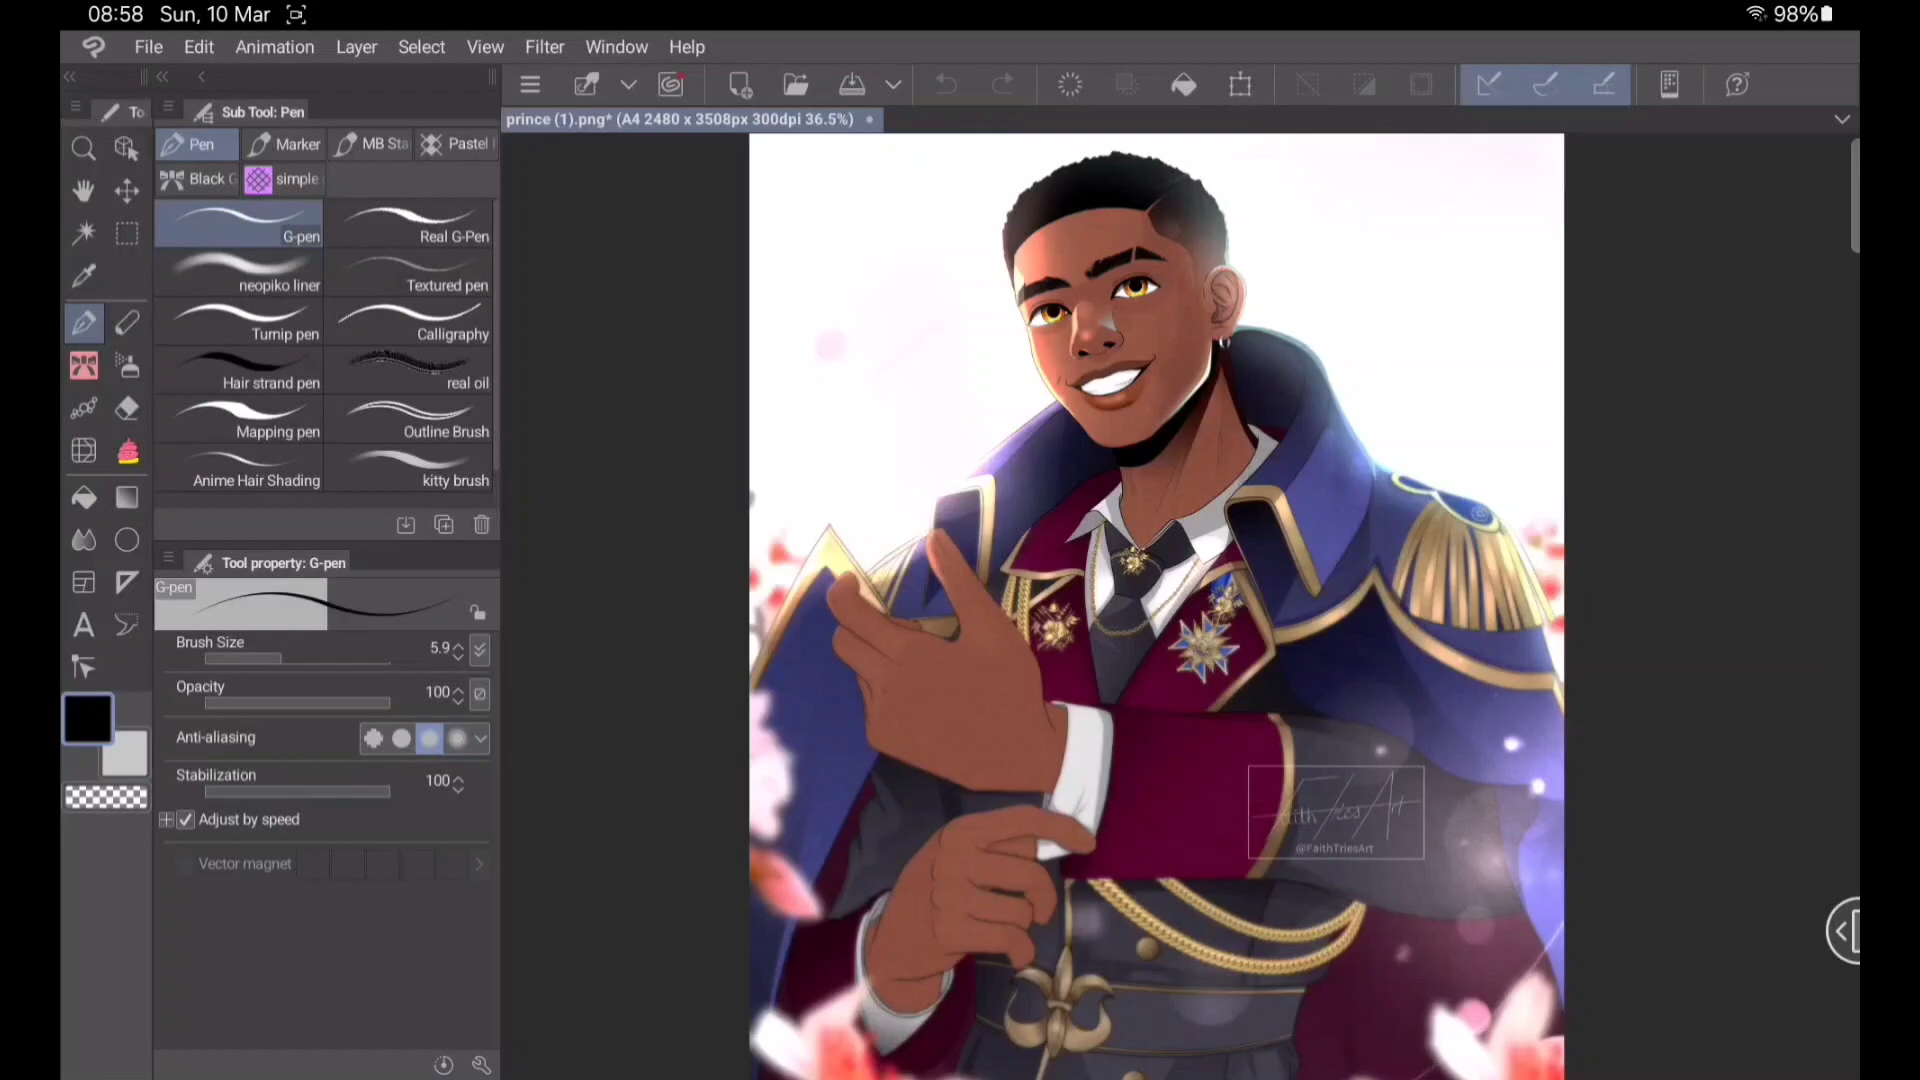 08:58 Sun, 10 Mar
98%
File Edit Animation Layer Select View Filter Window Help
To
Sub Tool: Pen
prince (1).png* (A4 2480 x 3508px 300dpi 36.5%)
Pen Marker MB Sta Pastel
Black G simple
G-pen Real G-Pen
neopiko liner Textured pen
Turnip pen Calligraphy
Hair strand pen real oil
Mapping pen Outline Brush
Anime Hair Shading kitty brush
Tool property: G-pen
G-pen
Brush Size 5.9
Opacity 100
Anti-aliasing
Stabilization 100
Adjust by speed
Vector magnet
A
Faith Tries Art
@FaithTriesArt